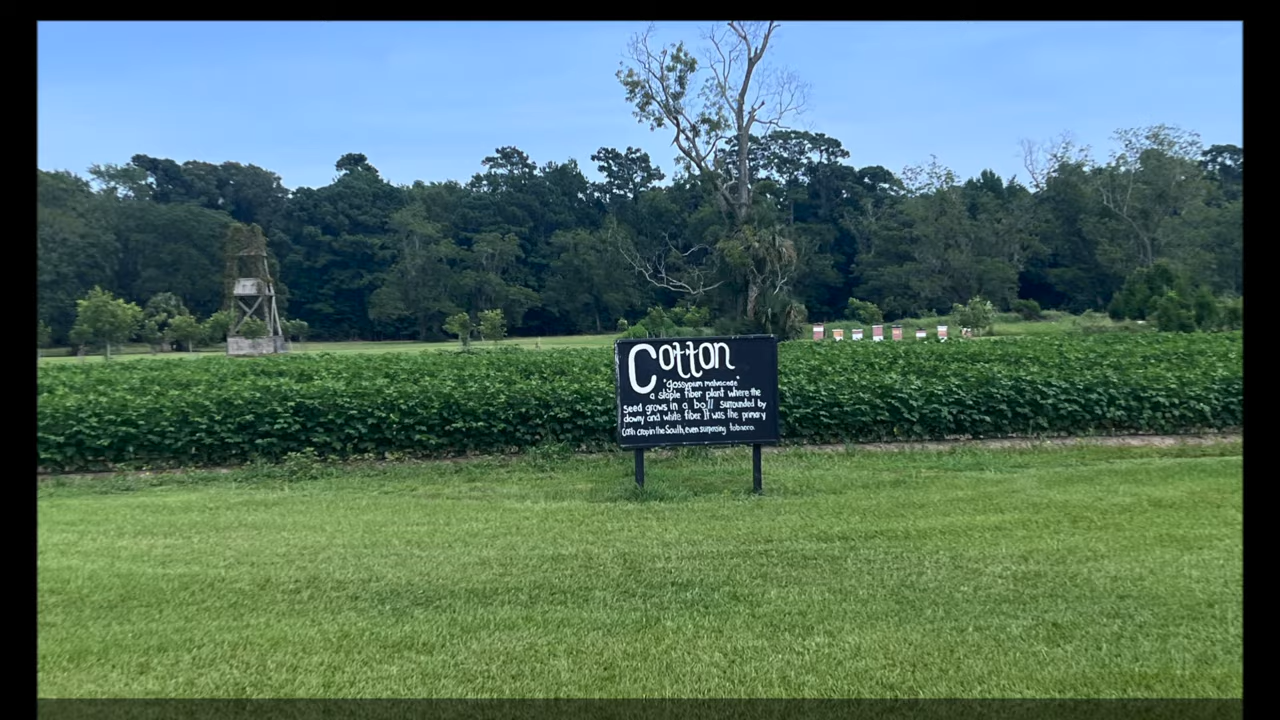 Cotton
"gossypium malvaceae"
a staple fiber plant where the
seed grows in a boll surrounded by
downy and white fiber It was the primary
Cash crop in the South, even surpassing tobacco.